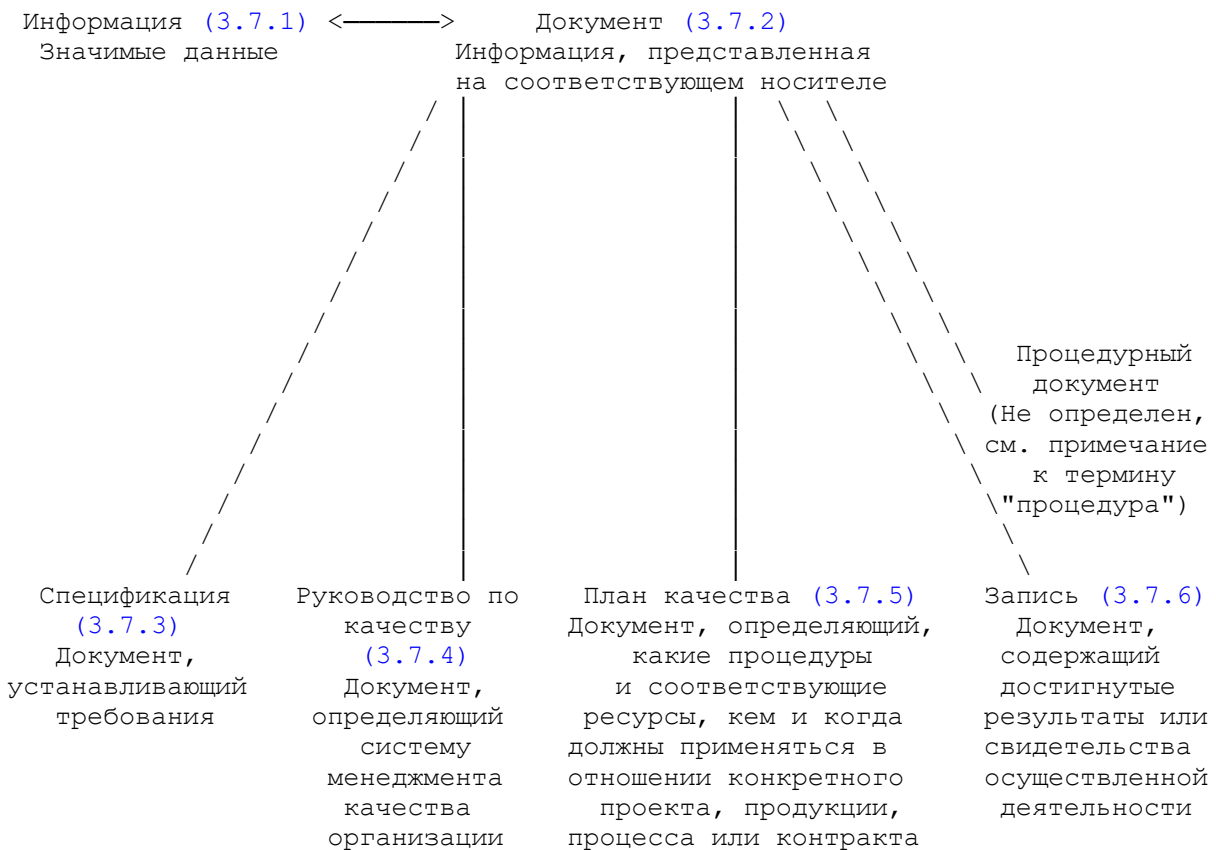 Информация (3.7.1) <──────> Документ (3.7.2)
Значимые данные Информация, представленная
на соответствующем носителе
Процедурный
документ
(Не определен,
см. примечание
к термину
"процедура")
Спецификация
(3.7.3)
Документ,
устанавливающий
требования
Руководство по
качеству
(3.7.4)
Документ,
определяющий
систему
менеджмента
качества
организации
План качества (3.7.5)
Документ, определяющий,
какие процедуры
и соответствующие
ресурсы, кем и когда
должны применяться в
отношении конкретного
проекта, продукции,
процесса или контракта
Запись (3.7.6)
Документ,
содержащий
достигнутые
результаты или
свидетельства
осуществленной
деятельности